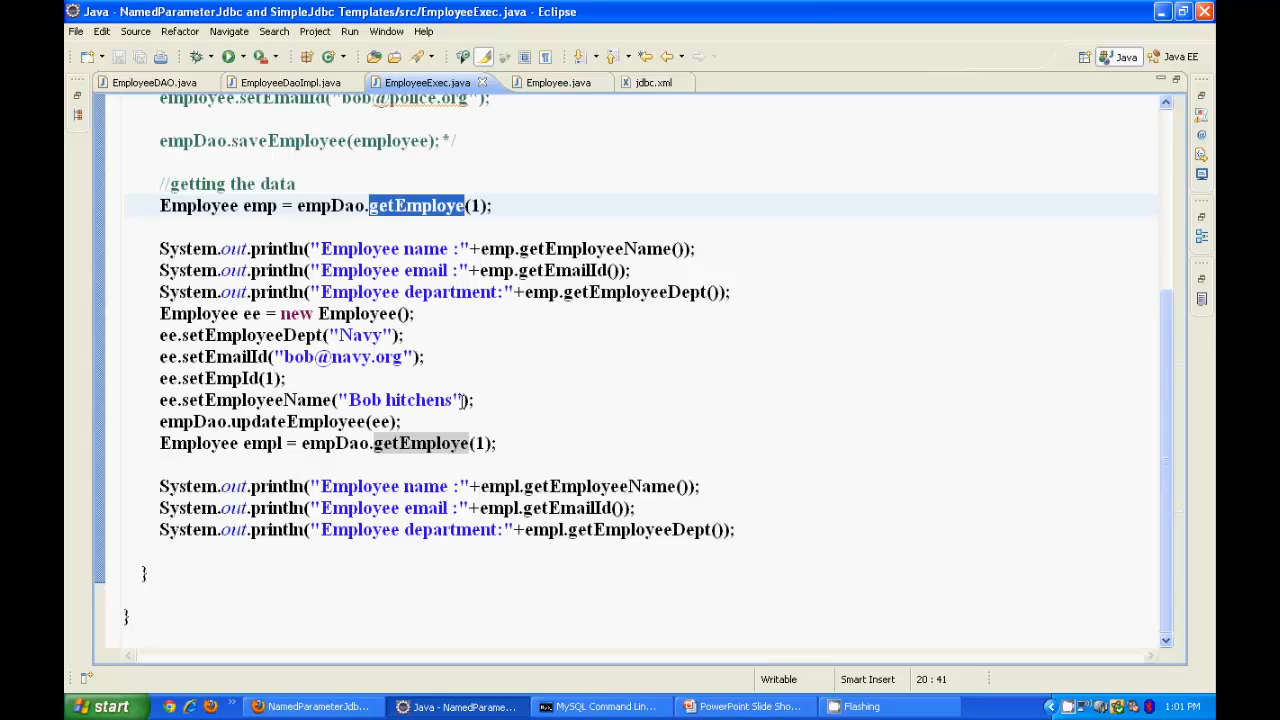 Java - NamedParameterJdbc and SimpleJdbc Templates/src/EmployeeExec.java - Eclipse
File Edit Source Refactor Navigate Search Project Run Window Help
Java Java EE
EmployeeDAO.java EmployeeDaoImpl.java EmployeeExec.java Employee.java jdbc.xml
employee.setEmailId("bob@police.org");
empDao.saveEmployee(employee);*/
//getting the data
Employee emp = empDao.getEmploye(1);
System.out.println("Employee name :"+emp.getEmployeeName());
System.out.println("Employee email :"+emp.getEmailId());
System.out.println("Employee department:"+emp.getEmployeeDept());
Employee ee = new Employee();
ee.setEmployeeDept("Navy");
ee.setEmailId("bob@navy.org");
ee.setEmpId(1);
ee.setEmployeeName("Bob hitchens");
empDao.updateEmployee(ee);
Employee empl = empDao.getEmploye(1);
System.out.println("Employee name :"+empl.getEmployeeName());
System.out.println("Employee email :"+empl.getEmailId());
System.out.println("Employee department:"+empl.getEmployeeDept());
}
}
Writable Smart Insert 20 : 41
start NamedParameterJdbc... Java - NamedParame... MySQL Command Lin... PowerPoint Slide Sho... Flashing 1:01 PM